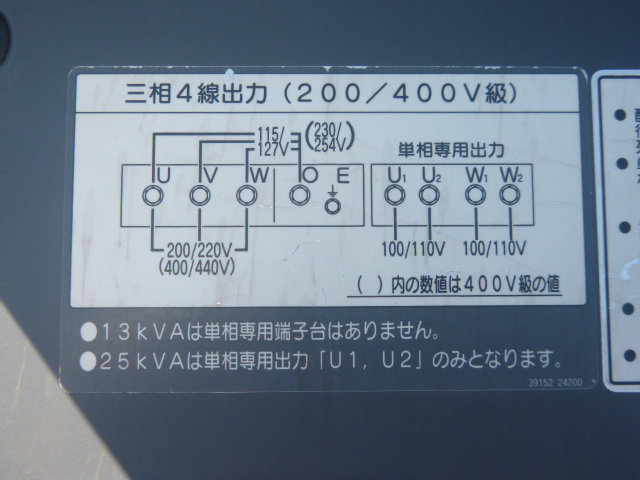 三相4線出力(200/400V級)
115/ (230/
127V 254V)
単相専用出力
U V W O E
U1 U2 W1 W2
200/220V
(400/440V)
100/110V 100/110V
( )内の数値は400V級の値
●13kVAは単相専用端子台はありません。
●25kVAは単相専用出力「U1,U2」のみとなります。
39152 24200